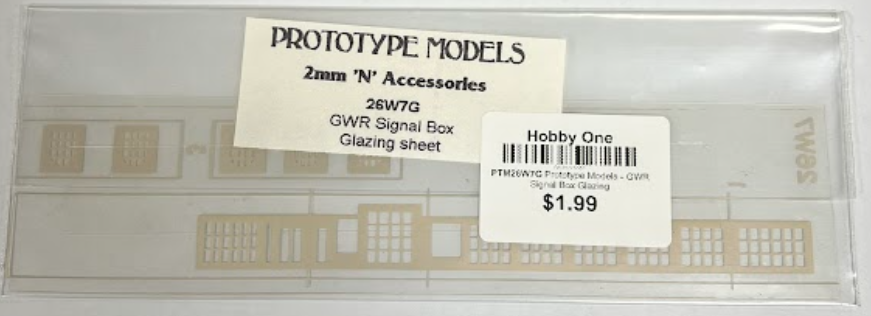 PROTOTYPE MODELS
2mm 'N' Accessories
26W7G
GWR Signal Box
Glazing sheet
Hobby One
PTM26W7G Prototype Models - GWR
Signal Box Glazing
$1.99
26W7